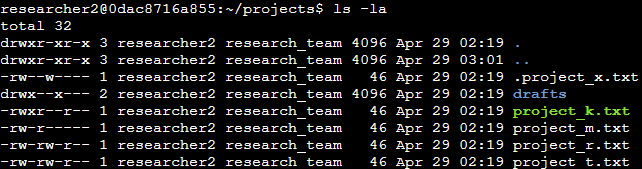 researcher2@0dac8716a855:~/projects$ ls -la
total 32
drwxr-xr-x 3 researcher2 research_team 4096 Apr 29 02:19 .
drwxr-xr-x 3 researcher2 research_team 4096 Apr 29 03:01 ..
-rw--w---- 1 researcher2 research_team   46 Apr 29 02:19 .project_x.txt
drwx--x--- 2 researcher2 research_team 4096 Apr 29 02:19 drafts
-rwxr--r-- 1 researcher2 research_team   46 Apr 29 02:19 project_k.txt
-rw-r----- 1 researcher2 research_team   46 Apr 29 02:19 project_m.txt
-rw-rw-r-- 1 researcher2 research_team   46 Apr 29 02:19 project_r.txt
-rw-rw-r-- 1 researcher2 research_team   46 Apr 29 02:19 project_t.txt